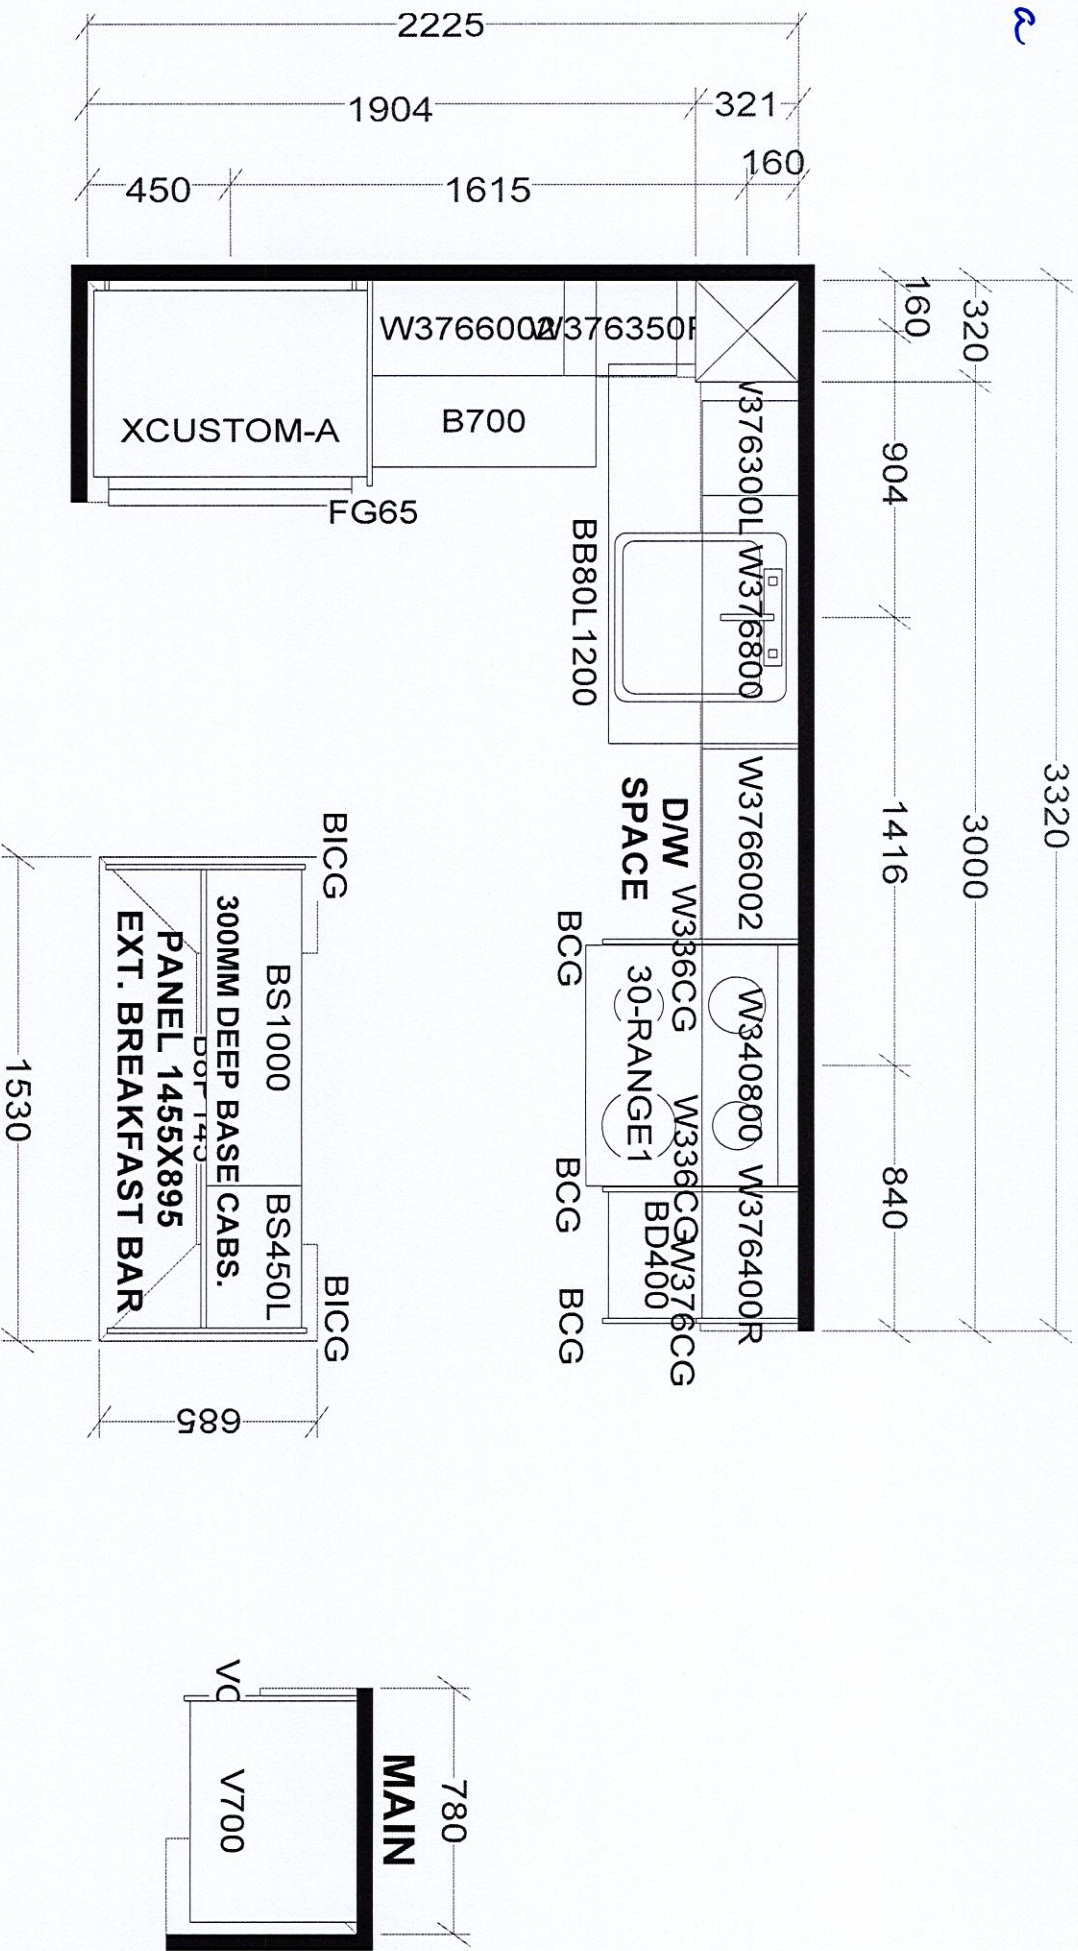 a
2225
1904
321
450
1615
160
160
320
904
3320
3000
1416
840
W3766002
W376350
B700
XCUSTOM-A
FG65
W376300L
W376800
BB80L1200
W3766002
D/W
SPACE
W336CG
BCG
30-RANGE1
W340800
W336CG
BCG
W376400R
W376CG
BD400
BCG
BICG
BS1000
BS450L
300MM DEEP BASE CABS.
PANEL 1455X895
EXT. BREAKFAST BAR
BICG
1530
685
V700
MAIN
780